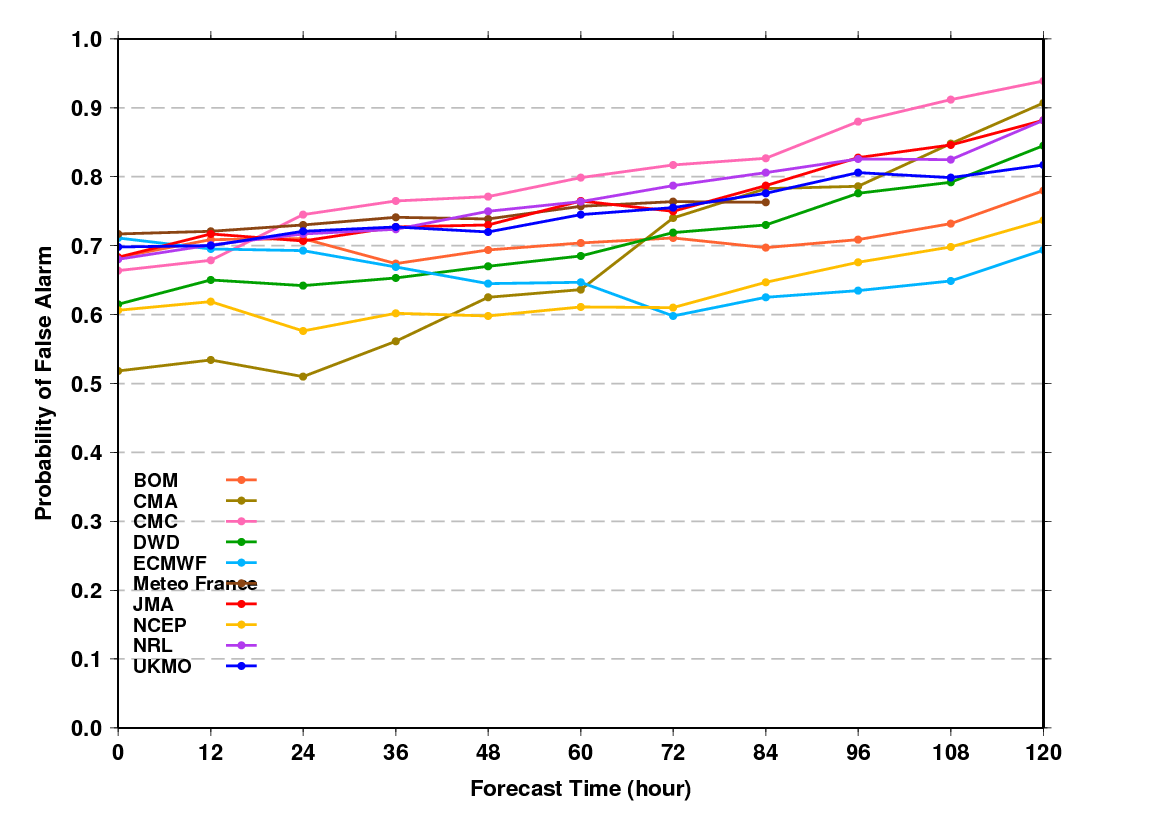 1.0
0.9
0.8
0.7
0.6
0.5
0.4
0.3
0.2
0.1
0.0
Probability of False Alarm
BOM
CMA
CMC
DWD
ECMWF
Meteo France
JMA
NCEP
NRL
UKMO
0 12 24 36 48 60 72 84 96 108 120
Forecast Time (hour)